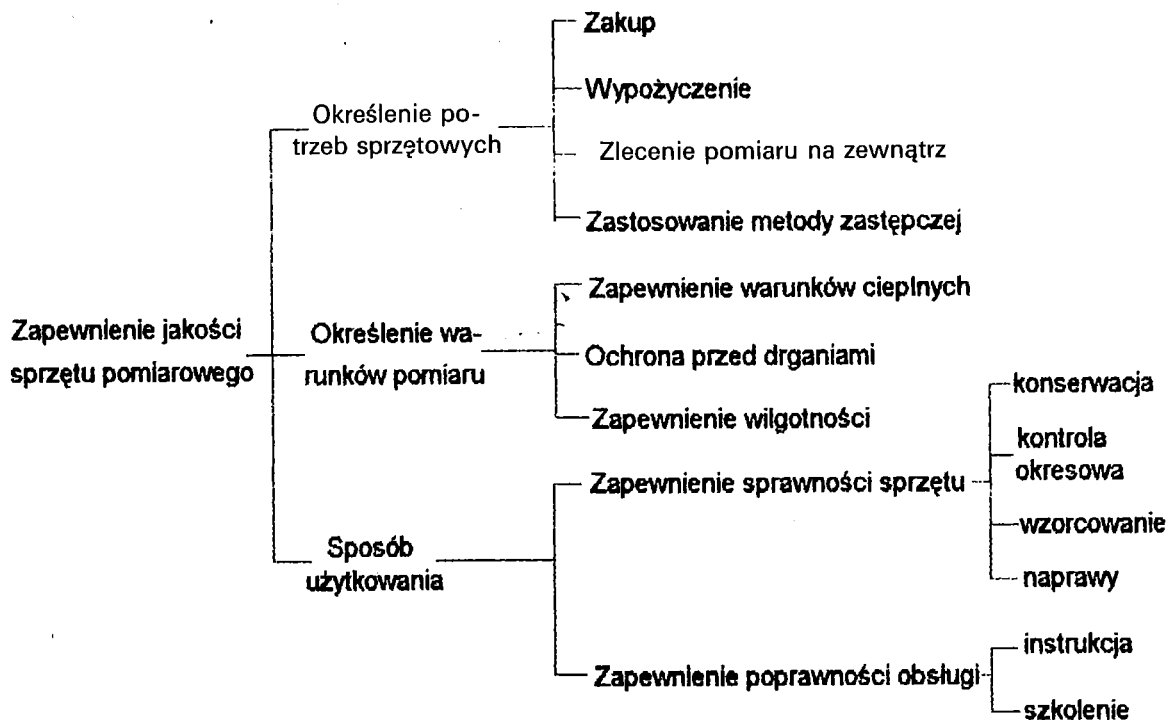 Zapewnienie jakości
sprzętu pomiarowego
Określenie po-
trzeb sprzętowych
Zakup
Wypożyczenie
Zlecenie pomiaru na zewnątrz
Zastosowanie metody zastępczej
Określenie wa-
runków pomiaru
Zapewnienie warunków cieplnych
Ochrona przed drganiami
Zapewnienie wilgotności
Sposób
użytkowania
Zapewnienie sprawności sprzętu
konserwacja
kontrola
okresowa
wzorcowanie
naprawy
Zapewnienie poprawności obsługi
instrukcja
szkolenie